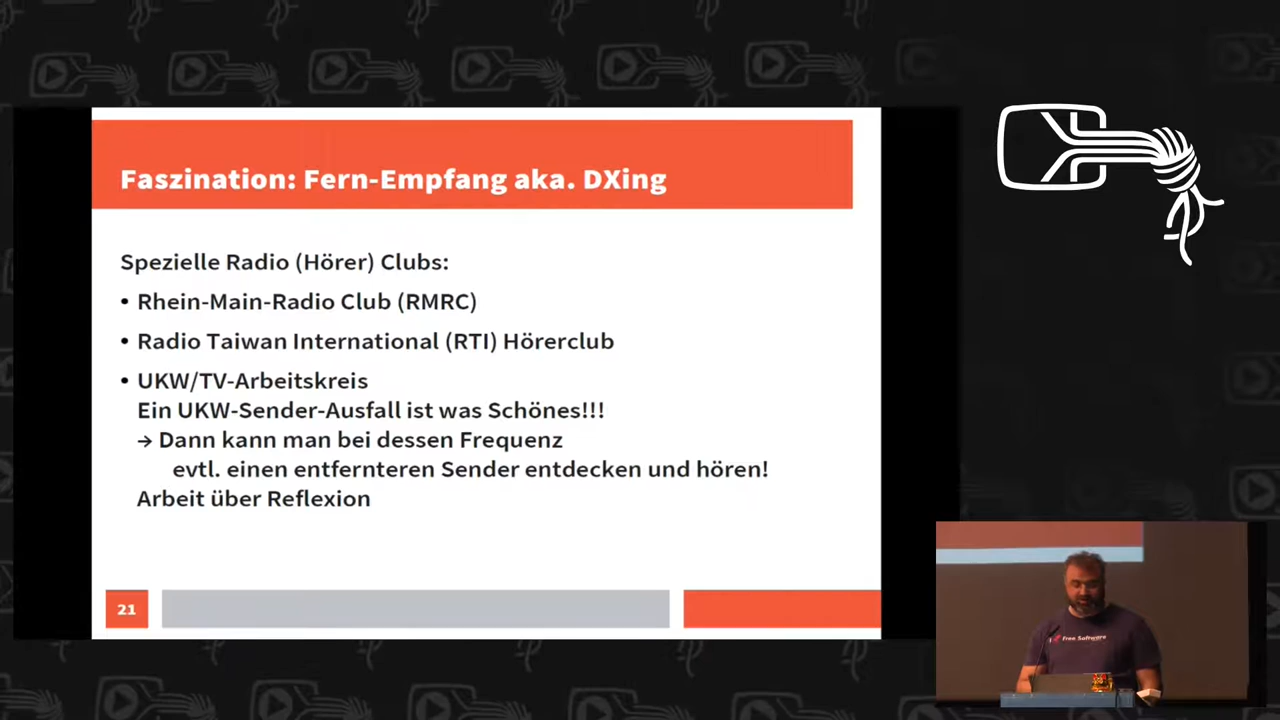 Faszination: Fern-Empfang aka. DXing
Spezielle Radio (Hörer) Clubs:
• Rhein-Main-Radio Club (RMRC)
• Radio Taiwan International (RTI) Hörerclub
• UKW/TV-Arbeitskreis
Ein UKW-Sender-Ausfall ist was Schönes!!!
→ Dann kann man bei dessen Frequenz
evtl. einen entfernteren Sender entdecken und hören!
Arbeit über Reflexion
21
Free Software